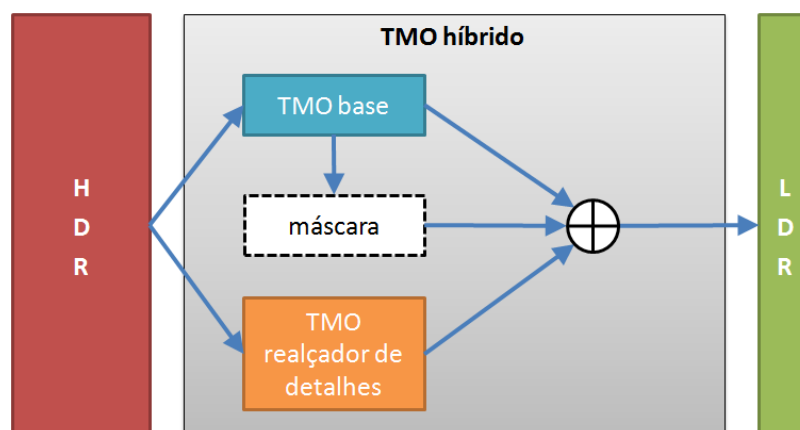 TMO híbrido
H
D
R
TMO base
máscara
TMO
realçador de
detalhes
L
D
R